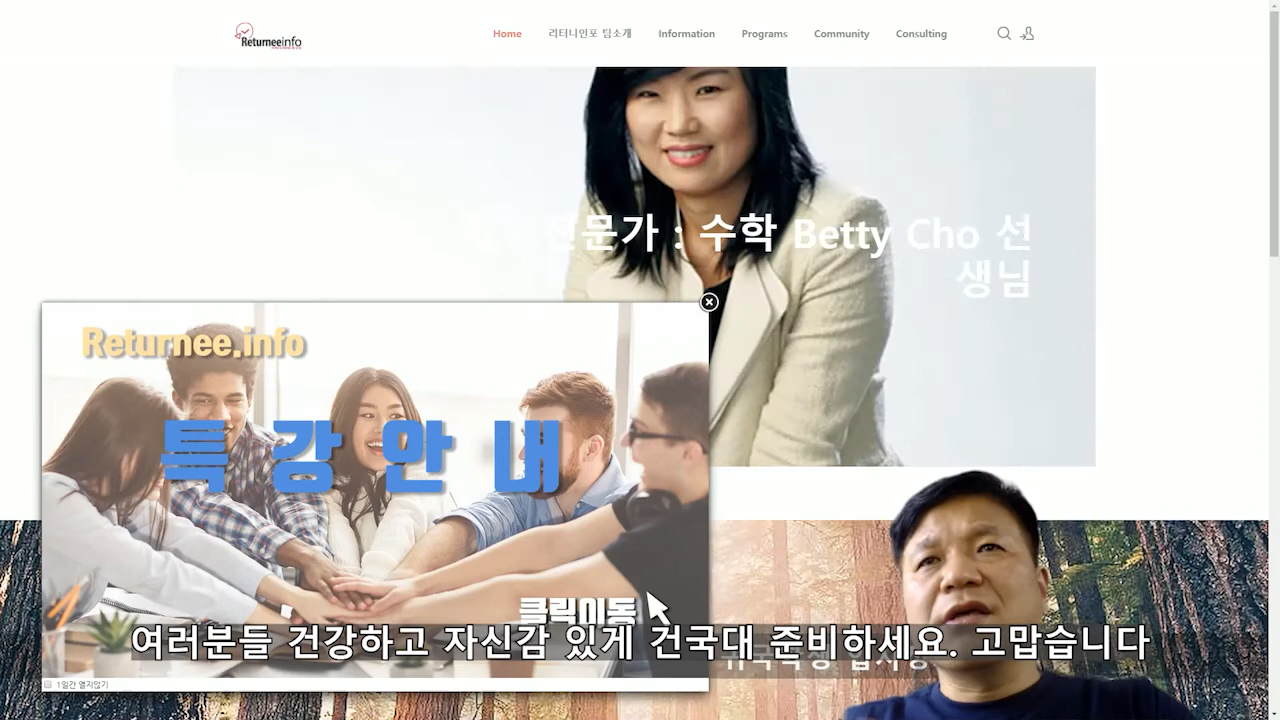 Returneeinfo
Home 리터니인포 팀소개 Information Programs Community Consulting
전문가 : 수학 Betty Cho 선
생님
Returnee.info
특강안내
클릭이동
여러분들 건강하고 자신감 있게 건국대 준비하세요. 고맙습니다
1일간 열지않기